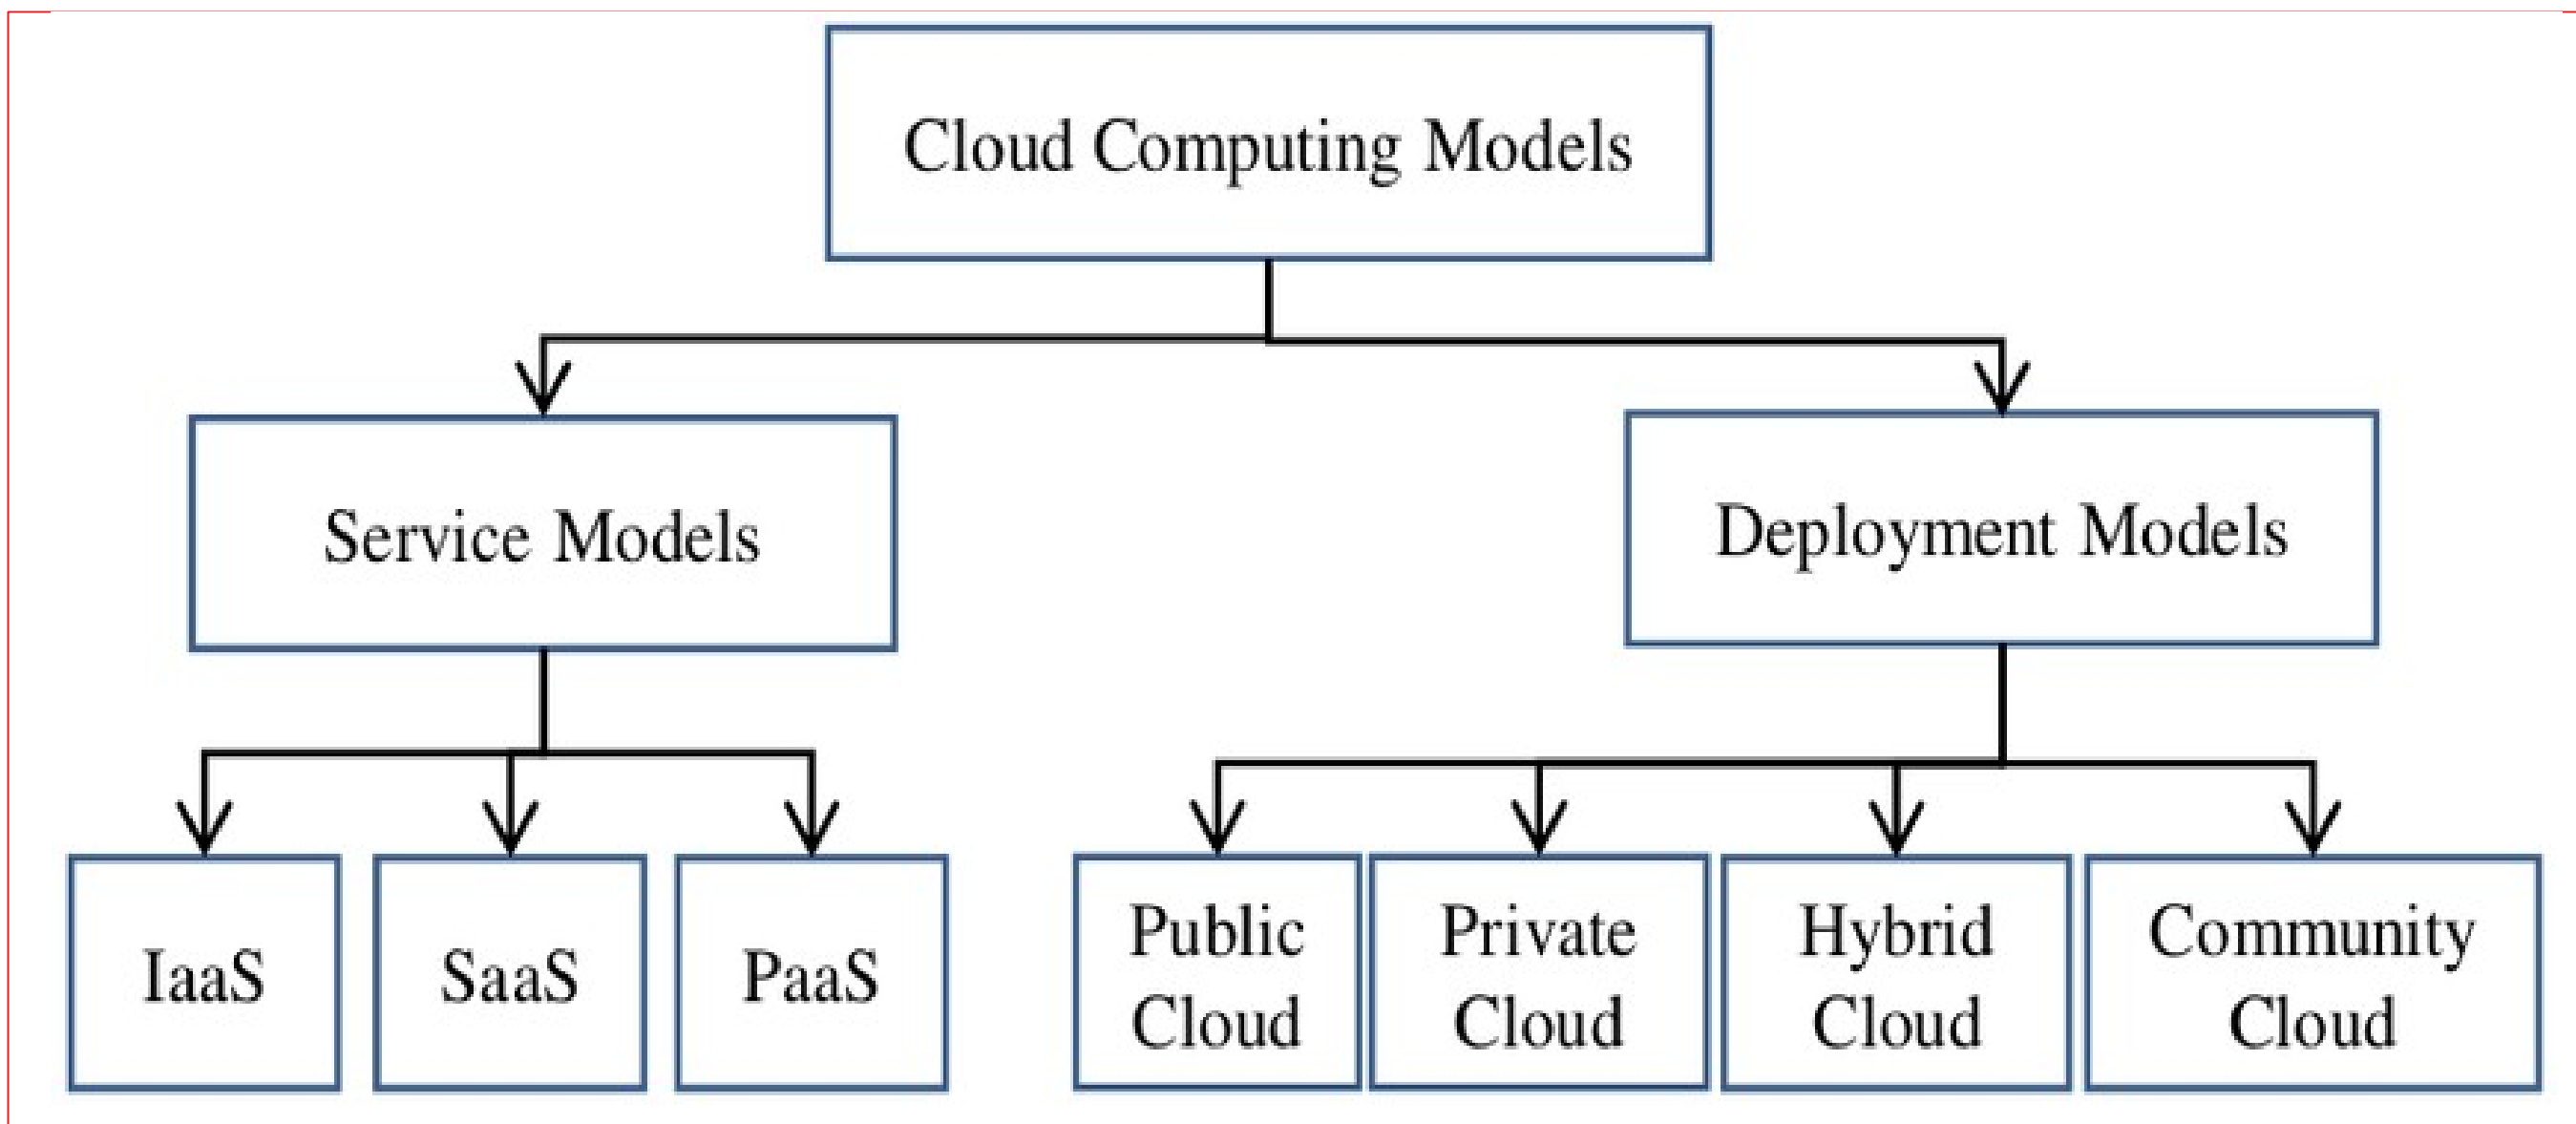 Cloud Computing Models
Service Models
Deployment Models
IaaS
SaaS
PaaS
Public
Cloud
Private
Cloud
Hybrid
Cloud
Community
Cloud